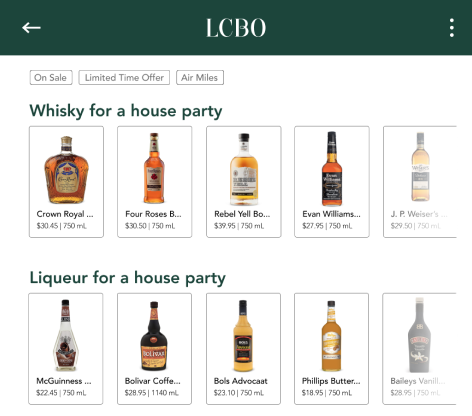 LCBO
On Sale
Limited Time Offer
Air Miles
Whisky for a house party
Crown Royal ...
$30.45 | 750 mL
Four Roses B...
$30.50 | 750 mL
Rebel Yell Bo...
$39.95 | 750 mL
Evan Williams...
$27.95 | 750 mL
J. P. Weiser's ...
$29.50 | 750 mL
Liqueur for a house party
McGuinness ...
$22.45 | 750 mL
Bolivar Coffe...
$28.95 | 1140 mL
Bols Advocaat
$23.10 | 750 mL
Phillips Butter...
$18.95 | 750 mL
Baileys Vanill...
$28.95 | 750 mL